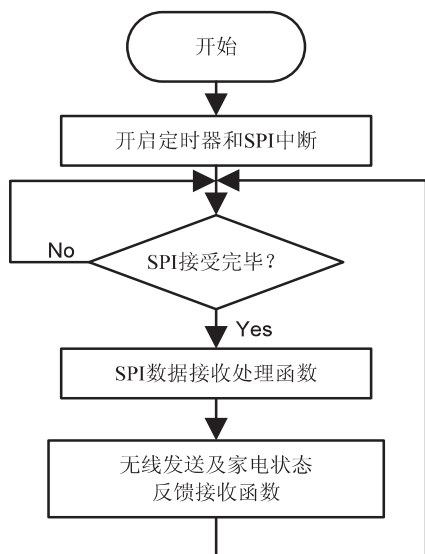 开始
开启定时器和SPI中断
No
SPI接受完毕？
Yes
SPI数据接收处理函数
无线发送及家电状态
反馈接收函数